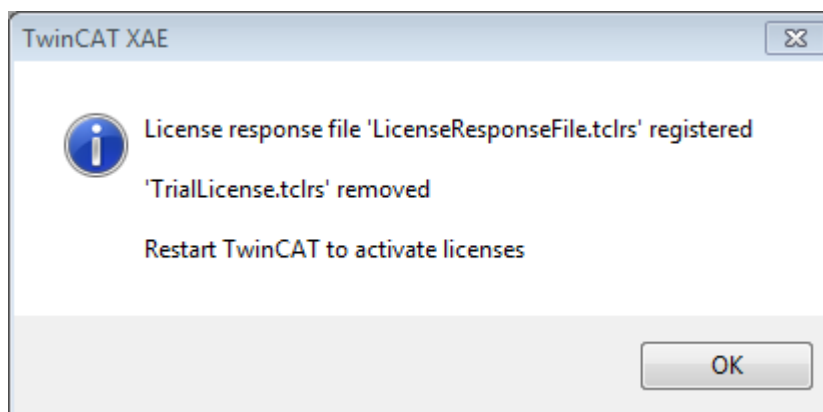 TwinCAT XAE
License response file 'LicenseResponseFile.tclrs' registered
'TrialLicense.tclrs' removed
Restart TwinCAT to activate licenses
OK